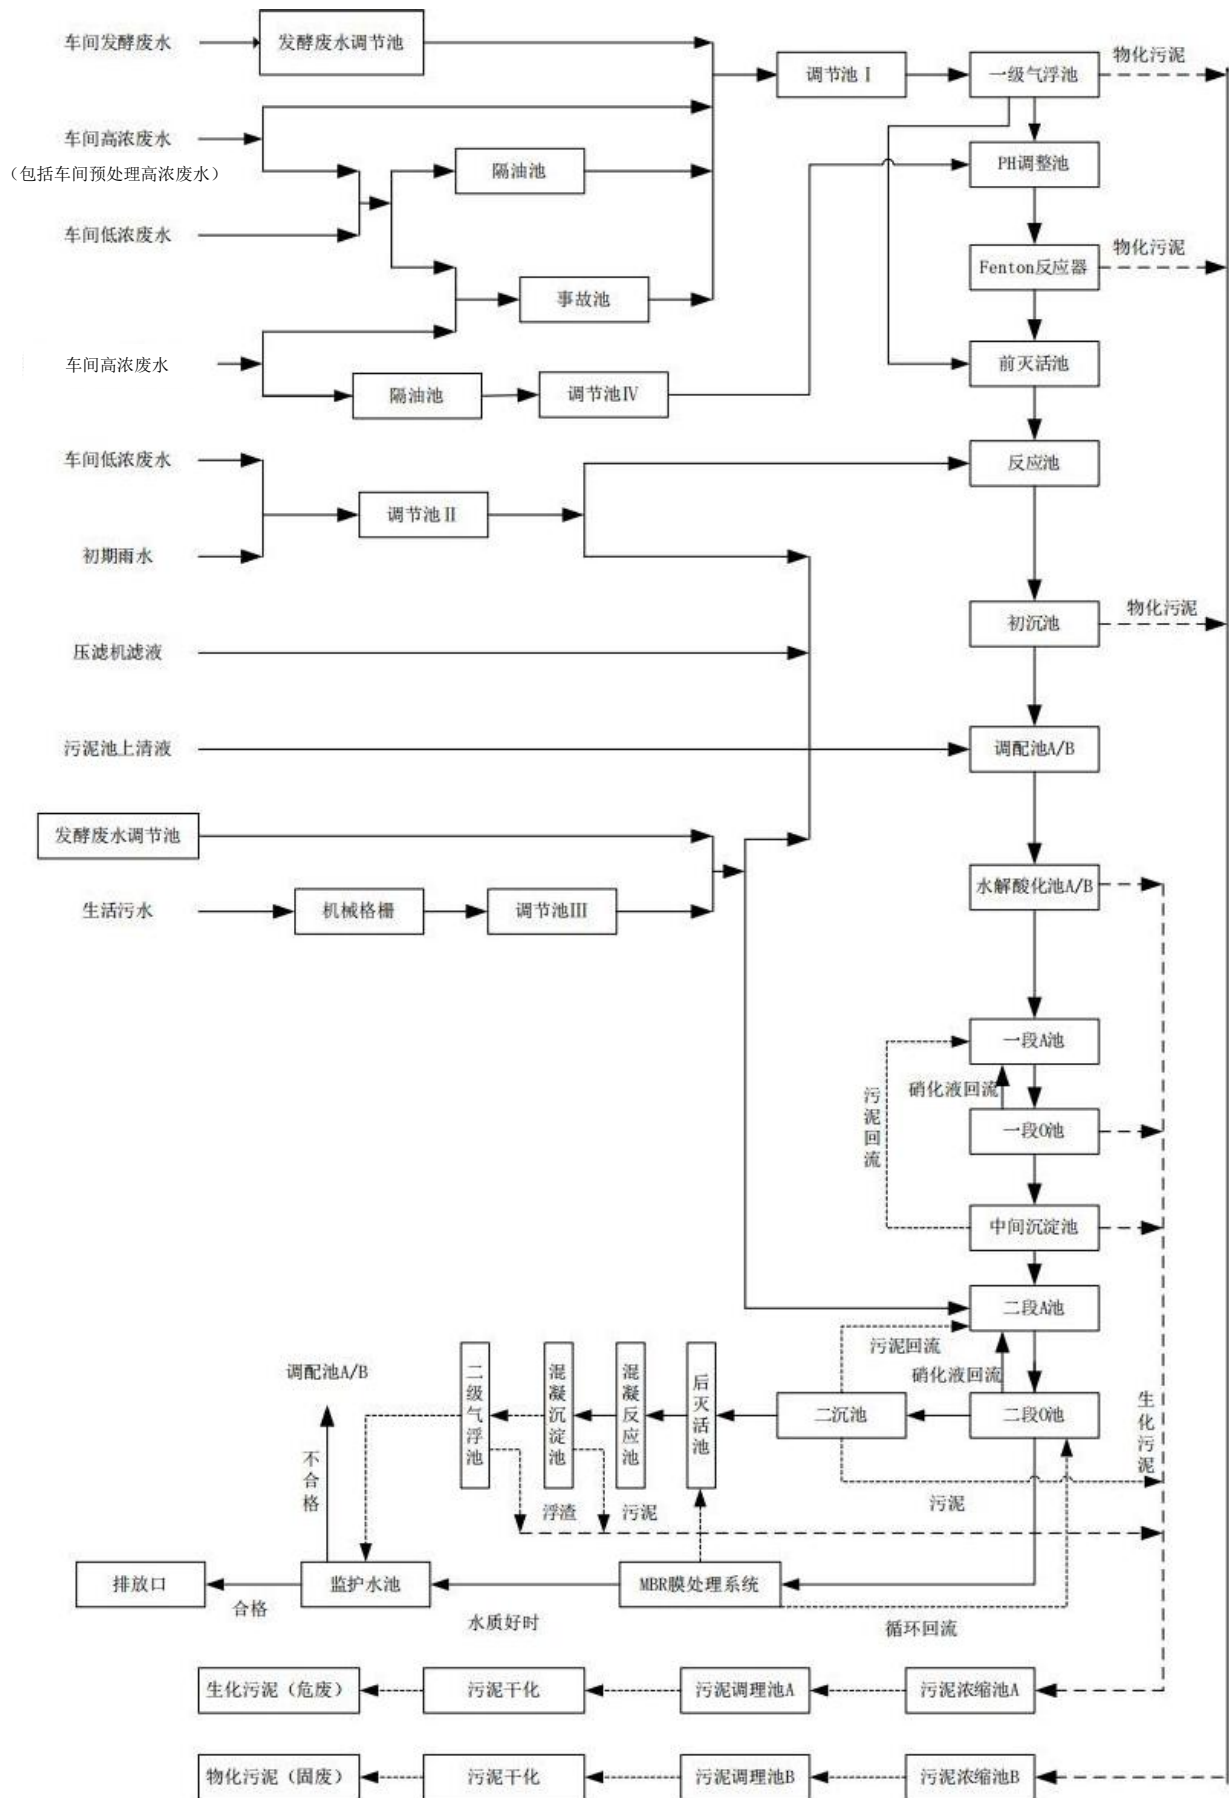 车间发酵废水
发酵废水调节池
调节池Ⅰ
一级气浮池
物化污泥
车间高浓废水
（包括车间预处理高浓废水）
隔油池
PH调整池
车间低浓废水
Fenton反应器
物化污泥
事故池
车间高浓废水
前灭活池
隔油池
调节池Ⅳ
车间低浓废水
反应池
调节池Ⅱ
初期雨水
初沉池
物化污泥
压滤机滤液
污泥池上清液
调配池A/B
发酵废水调节池
水解酸化池A/B
生活污水
机械格栅
调节池Ⅲ
一段A池
硝化液回流
污泥回流
一段O池
中间沉淀池
二段A池
污泥回流
硝化液回流
调配池A/B
二级气浮池
混凝沉淀池
混凝反应池
后灭活池
二沉池
二段O池
生化污泥
不合格
浮渣
污泥
污泥
排放口
合格
监护水池
水质好时
MBR膜处理系统
循环回流
生化污泥（危废）
污泥干化
污泥调理池A
污泥浓缩池A
物化污泥（固废）
污泥干化
污泥调理池B
污泥浓缩池B